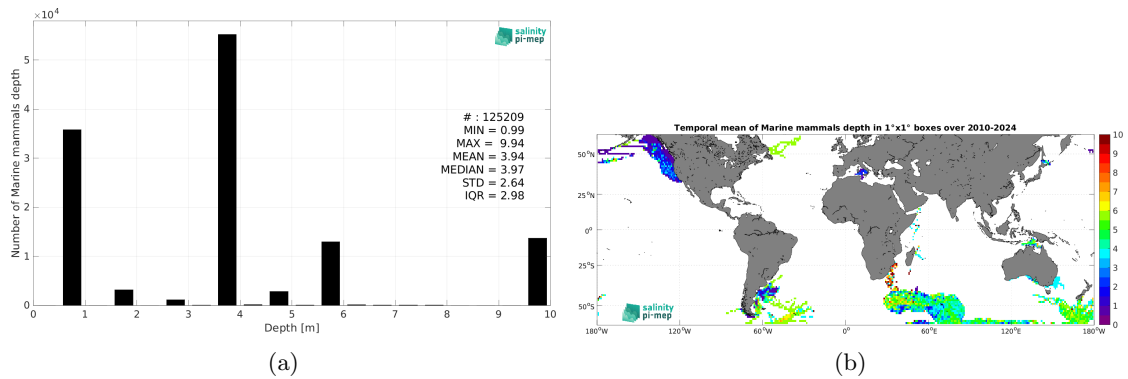 ×10⁴
5
4
3
2
1
0
Number of Marine mammals depth
0 1 2 3 4 5 6 7 8 9 10
Depth [m]
salinity
pi-mep
# : 125209
MIN = 0.99
MAX = 9.94
MEAN = 3.94
MEDIAN = 3.97
STD = 2.64
IQR = 2.98
(a)
Temporal mean of Marine mammals depth in 1°x1° boxes over 2010-2024
50°N
25°N
0°
25°S
50°S
180°W 120°W 60°W 0° 60°E 120°E 180°E
salinity
pi-mep
10
9
8
7
6
5
4
3
2
1
0
(b)